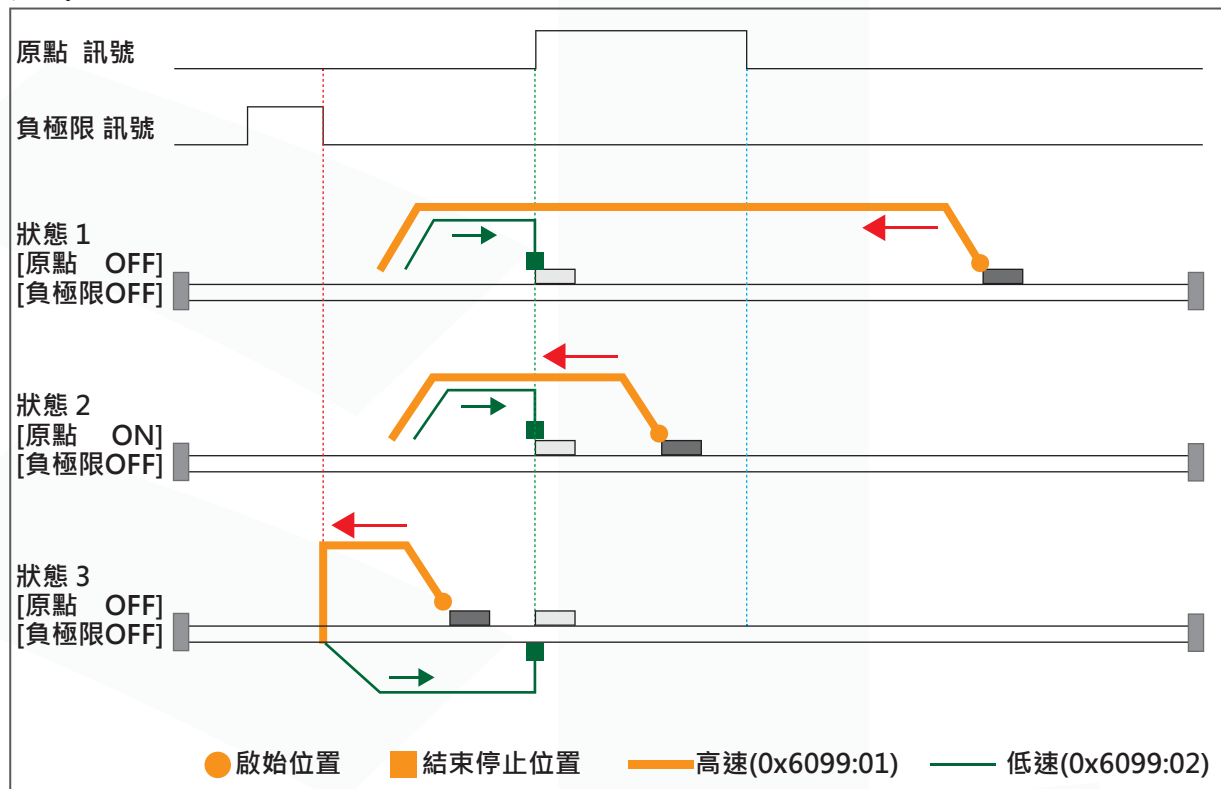 原點 訊號
負極限 訊號
狀態 1
[原點 OFF]
[負極限OFF]
狀態 2
[原點 ON]
[負極限OFF]
狀態 3
[原點 OFF]
[負極限OFF]
啟始位置 結束停止位置 高速(0x6099:01) 低速(0x6099:02)